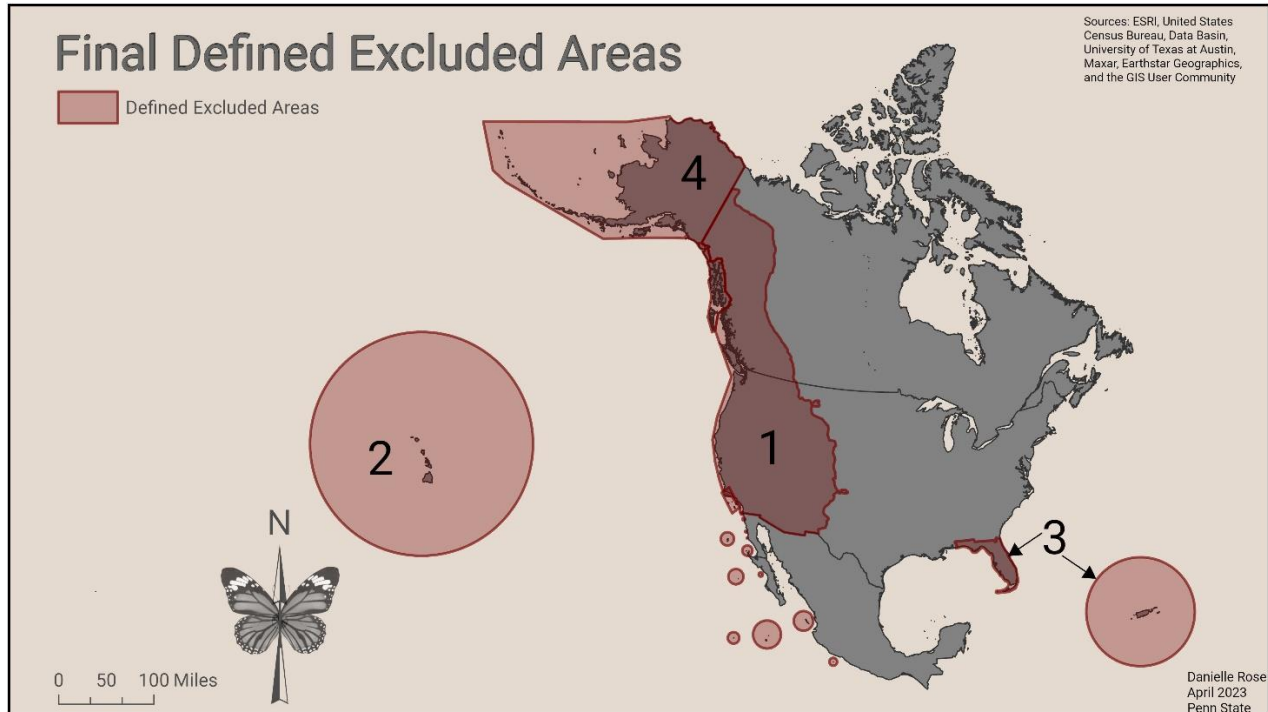 Final Defined Excluded Areas
Defined Excluded Areas
Sources: ESRI, United States
Census Bureau, Data Basin,
University of Texas at Austin,
Maxar, Earthstar Geographics,
and the GIS User Community
4
1
2
3
N
0 50 100 Miles
Danielle Rose
April 2023
Penn State